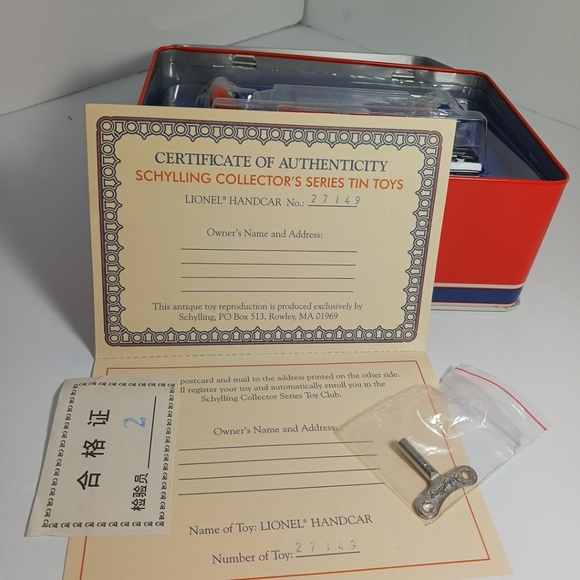 CERTIFICATE OF AUTHENTICITY
SCHYLLING COLLECTOR'S SERIES TIN TOYS
LIONEL® HANDCAR No.: 27149
Owner's Name and Address:
This antique toy reproduction is produced exclusively by
Schylling, PO Box 513, Rowley, MA 01969
postcard and mail to the address printed on the other side.
ll register your toy and automatically enroll you in the
Schylling Collector Series Toy Club.
Owner's Name and Address:
Name of Toy: LIONEL® HANDCAR
Number of Toy: 27149
合格证
检验员 2